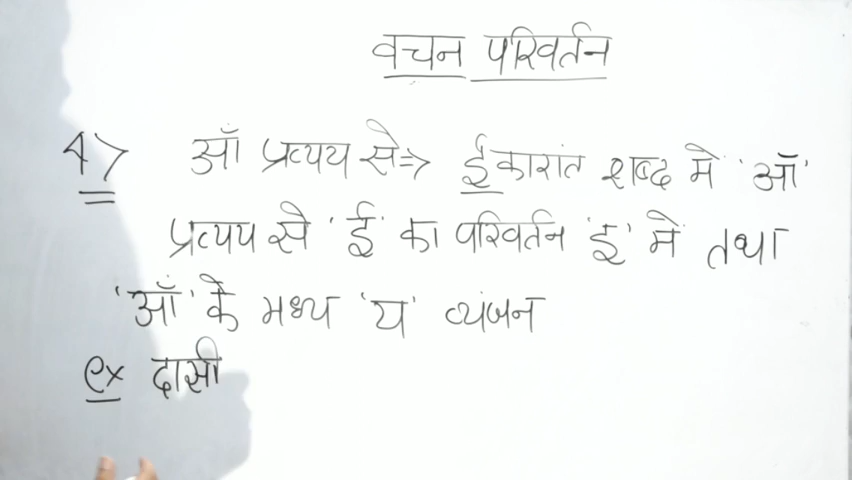 वचन परिवर्तन
4> आँ प्रत्यय से => ईकारांत शब्द मे 'आँ'
प्रत्यय से 'ई' का परिवर्तन 'इ' मे तथा
'आँ' के मध्य 'य' व्यंजन
ex दासी